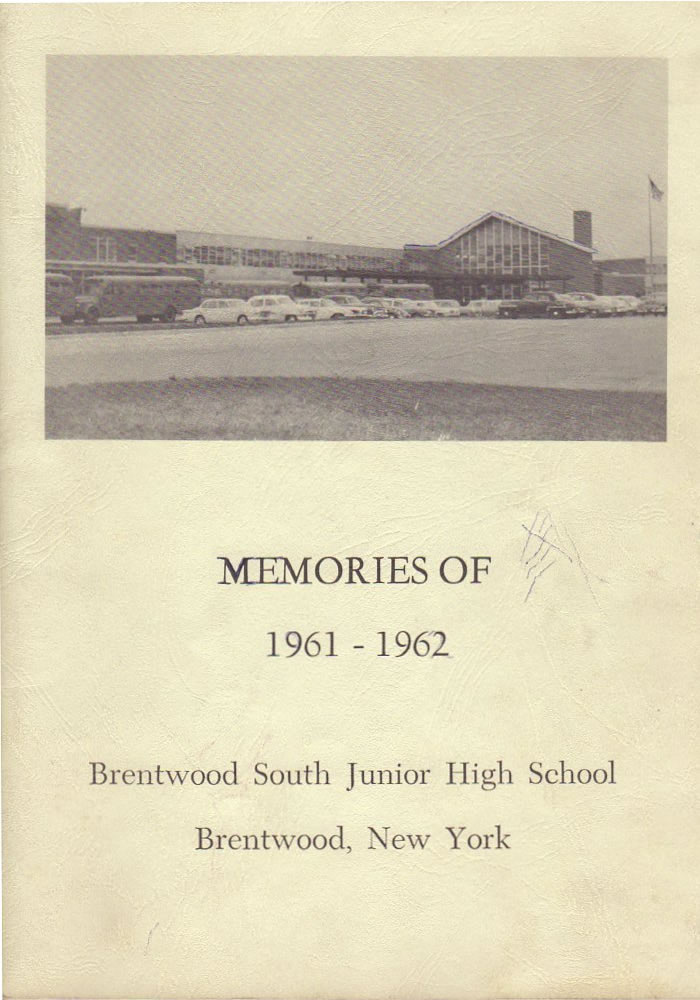 MEMORIES OF
1961 - 1962
Brentwood South Junior High School
Brentwood, New York